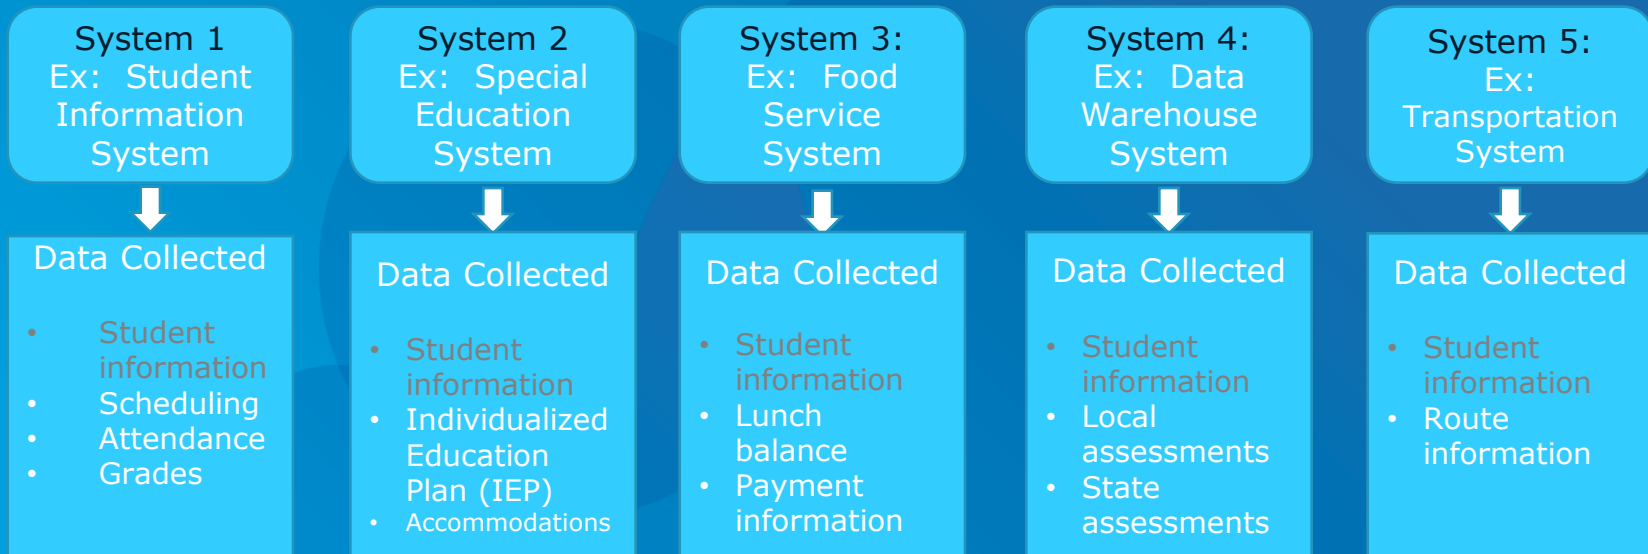 System 1
Ex: Student
Information
System
System 2
Ex: Special
Education
System
System 3:
Ex: Food
Service
System
System 4:
Ex: Data
Warehouse
System
System 5:
Ex:
Transportation
System
Data Collected
• Student
information
• Scheduling
• Attendance
• Grades
Data Collected
• Student
information
• Individualized
Education
Plan (IEP)
• Accommodations
Data Collected
• Student
information
• Lunch
balance
• Payment
information
Data Collected
• Student
information
• Local
assessments
• State
assessments
Data Collected
• Student
information
• Route
information